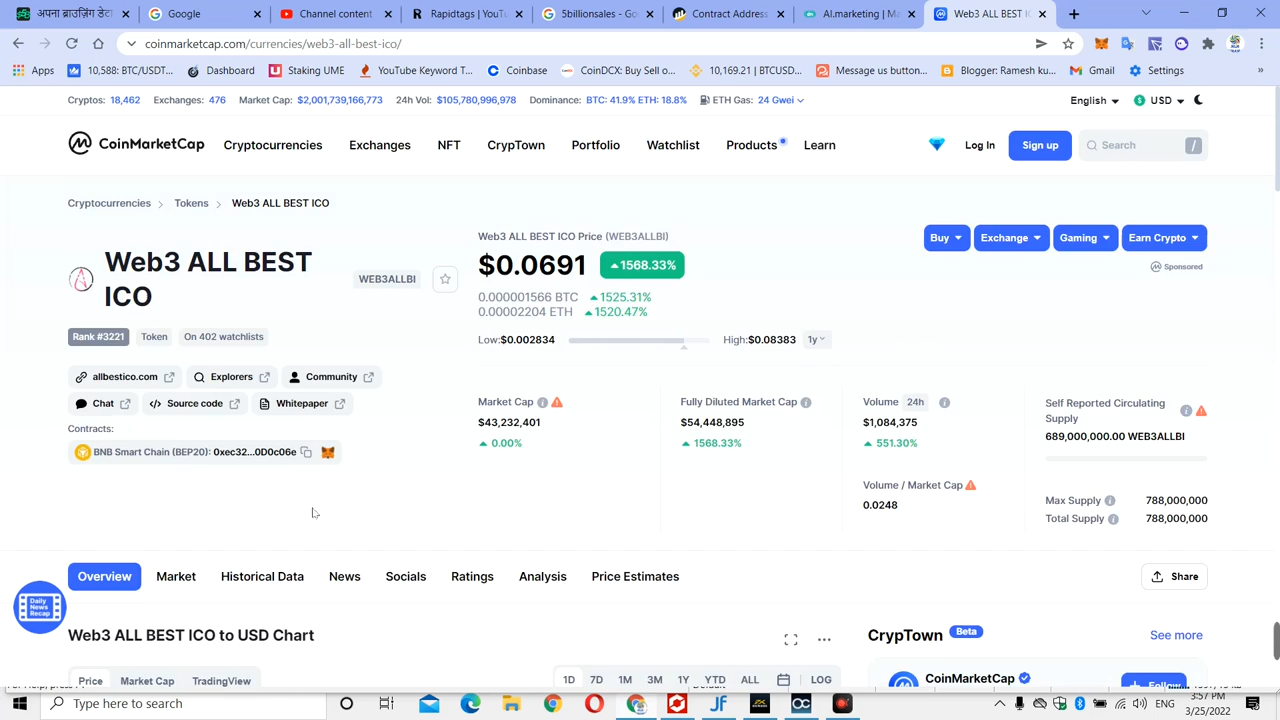 Google
YouTube
Raptoreum | To
5bilionairs - Go
Contract Addres
Ai.marketing | M
Web3 ALL BEST I
coinmarketcap.com/currencies/web3-all-best-ico/
Apps
10,588: BTC/USDT...
Dashboard
Staking UME
YouTube Keyword T...
Coinbase
CoinDCX: Buy sell o...
10,169.21 | BTCUSD...
Message us button...
Blogger: Ramesh ku...
Gmail
Settings
Cryptos: 18,462 Exchanges: 476 Market Cap: $2,001,739,166,773 24h Vol: $105,780,996,978 Dominance: BTC: 41.9% ETH: 18.8% ETH Gas: 24 Gwei
English
USD
CoinMarketCap
Cryptocurrencies
Exchanges
NFT
CrypTown
Portfolio
Watchlist
Products
Learn
Log In
Sign up
Search
/
Cryptocurrencies > Tokens > Web3 ALL BEST ICO
Web3 ALL BEST
ICO
WEB3ALLBI
Rank #3221
Token
On 402 watchlists
allbestico.com
Explorers
Community
Chat
Source code
Whitepaper
Contracts:
BNB Smart Chain (BEP20): 0xec32...0D0c06e
Web3 ALL BEST ICO Price (WEB3ALLBI)
$0.0691
1568.33%
0.000001566 BTC 1525.31%
0.00002204 ETH 1520.47%
Low:$0.002834
High:$0.08383
1y
Buy
Exchange
Gaming
Earn Crypto
Sponsored
Market Cap
$43,232,401
0.00%
Fully Diluted Market Cap
$54,448,895
1568.33%
Volume 24h
$1,084,375
551.30%
Volume / Market Cap
0.0248
Self Reported Circulating
Supply
689,000,000.00 WEB3ALLBI
Max Supply 788,000,000
Total Supply 788,000,000
Overview
Market
Historical Data
News
Socials
Ratings
Analysis
Price Estimates
Share
Daily
News
Recap
Web3 ALL BEST ICO to USD Chart
CrypTown Beta
See more
Price
Market Cap
TradingView
1D
7D
1M
3M
1Y
YTD
ALL
LOG
CoinMarketCap
Type here to search
ENG
3:57 PM
3/25/2022